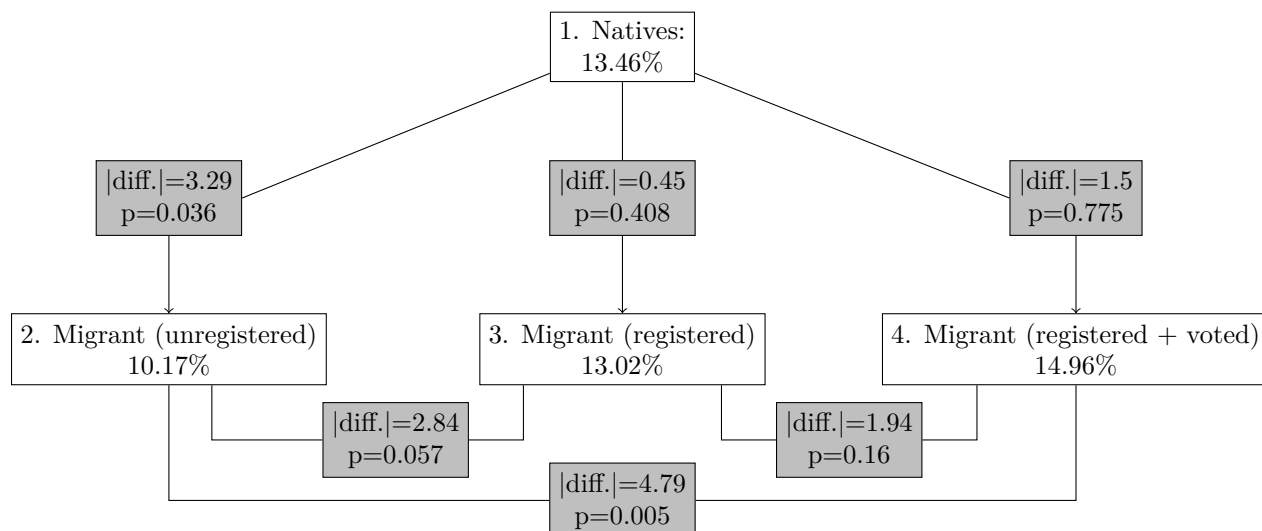 1. Natives:
13.46%
|diff.|=3.29
p=0.036
|diff.|=0.45
p=0.408
|diff.|=1.5
p=0.775
2. Migrant (unregistered)
10.17%
3. Migrant (registered)
13.02%
4. Migrant (registered + voted)
14.96%
|diff.|=2.84
p=0.057
|diff.|=1.94
p=0.16
|diff.|=4.79
p=0.005